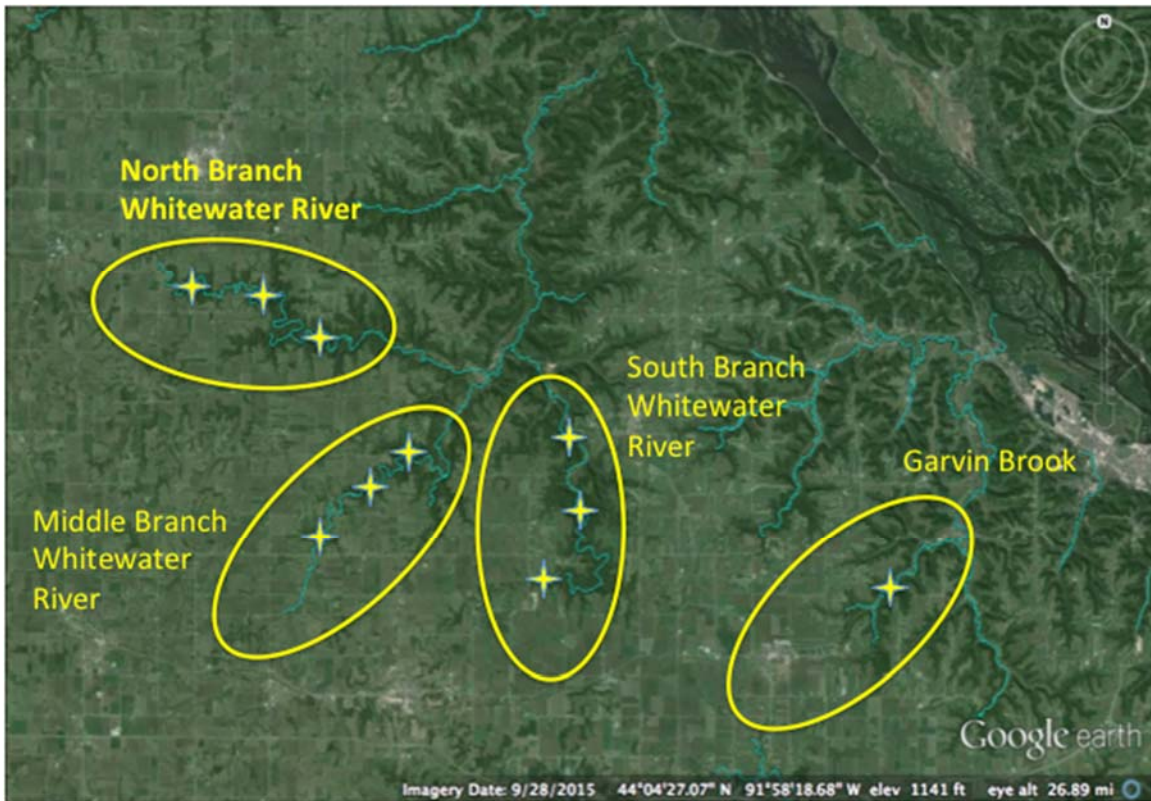 N
North Branch
Whitewater River
South Branch
Whitewater
River
Garvin Brook
Middle Branch
Whitewater
River
Google earth
Imagery Date: 9/28/2015 44°04'27.07" N 91°58'18.68" W elev 1141 ft eye alt 26.89 mi